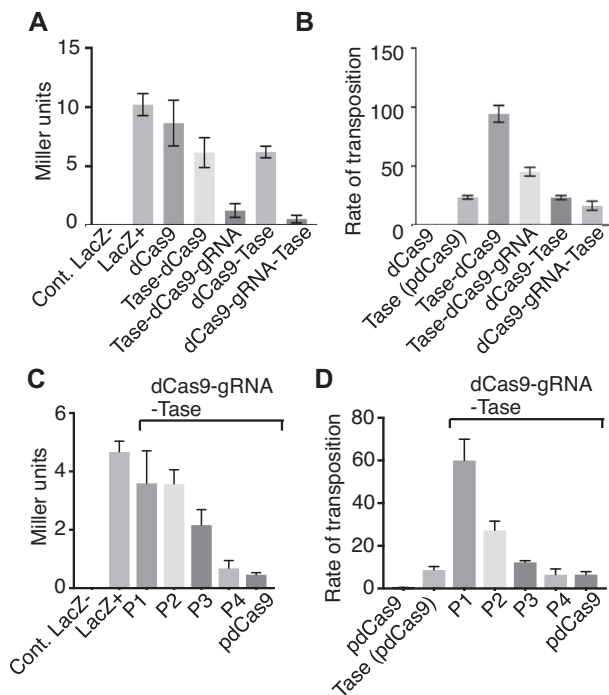 A
15
10
5
0
Miller units
Cont. LacZ-
LacZ+
dCas9
Tase-dCas9
Tase-dCas9-gRNA
dCas9-Tase
dCas9-gRNA-Tase
B
150
100
50
0
Rate of transposition
dCas9
Tase (pdCas9)
Tase-dCas9
Tase-dCas9-gRNA
dCas9-Tase
dCas9-gRNA-Tase
C
dCas9-gRNA
-Tase
6
4
2
0
Miller units
Cont. LacZ-
LacZ+
P1
P2
P3
P4
pdCas9
D
dCas9-gRNA
-Tase
80
60
40
20
0
Rate of transposition
pdCas9
Tase (pdCas9)
P1
P2
P3
P4
pdCas9